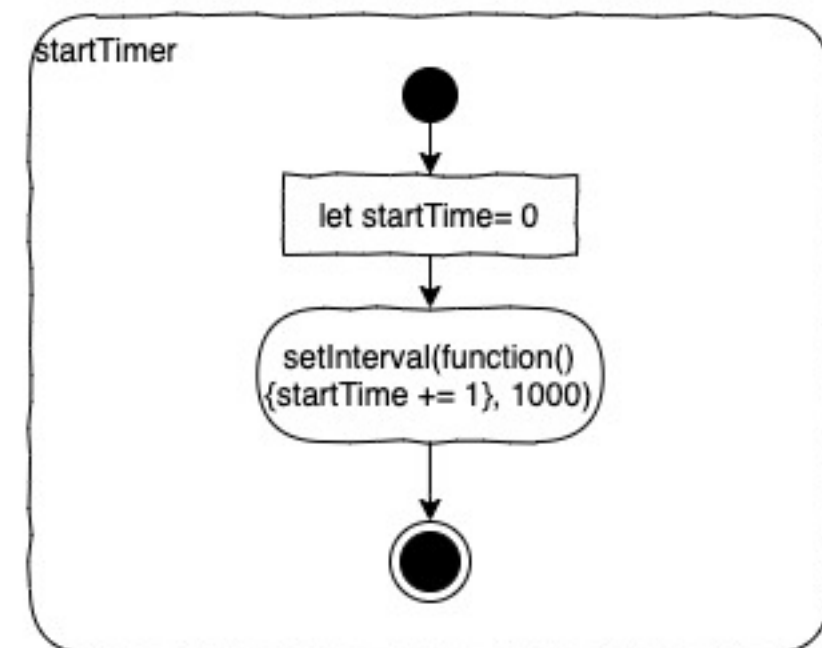 startTimer
let startTime= 0
setInterval(function()
{startTime += 1}, 1000)